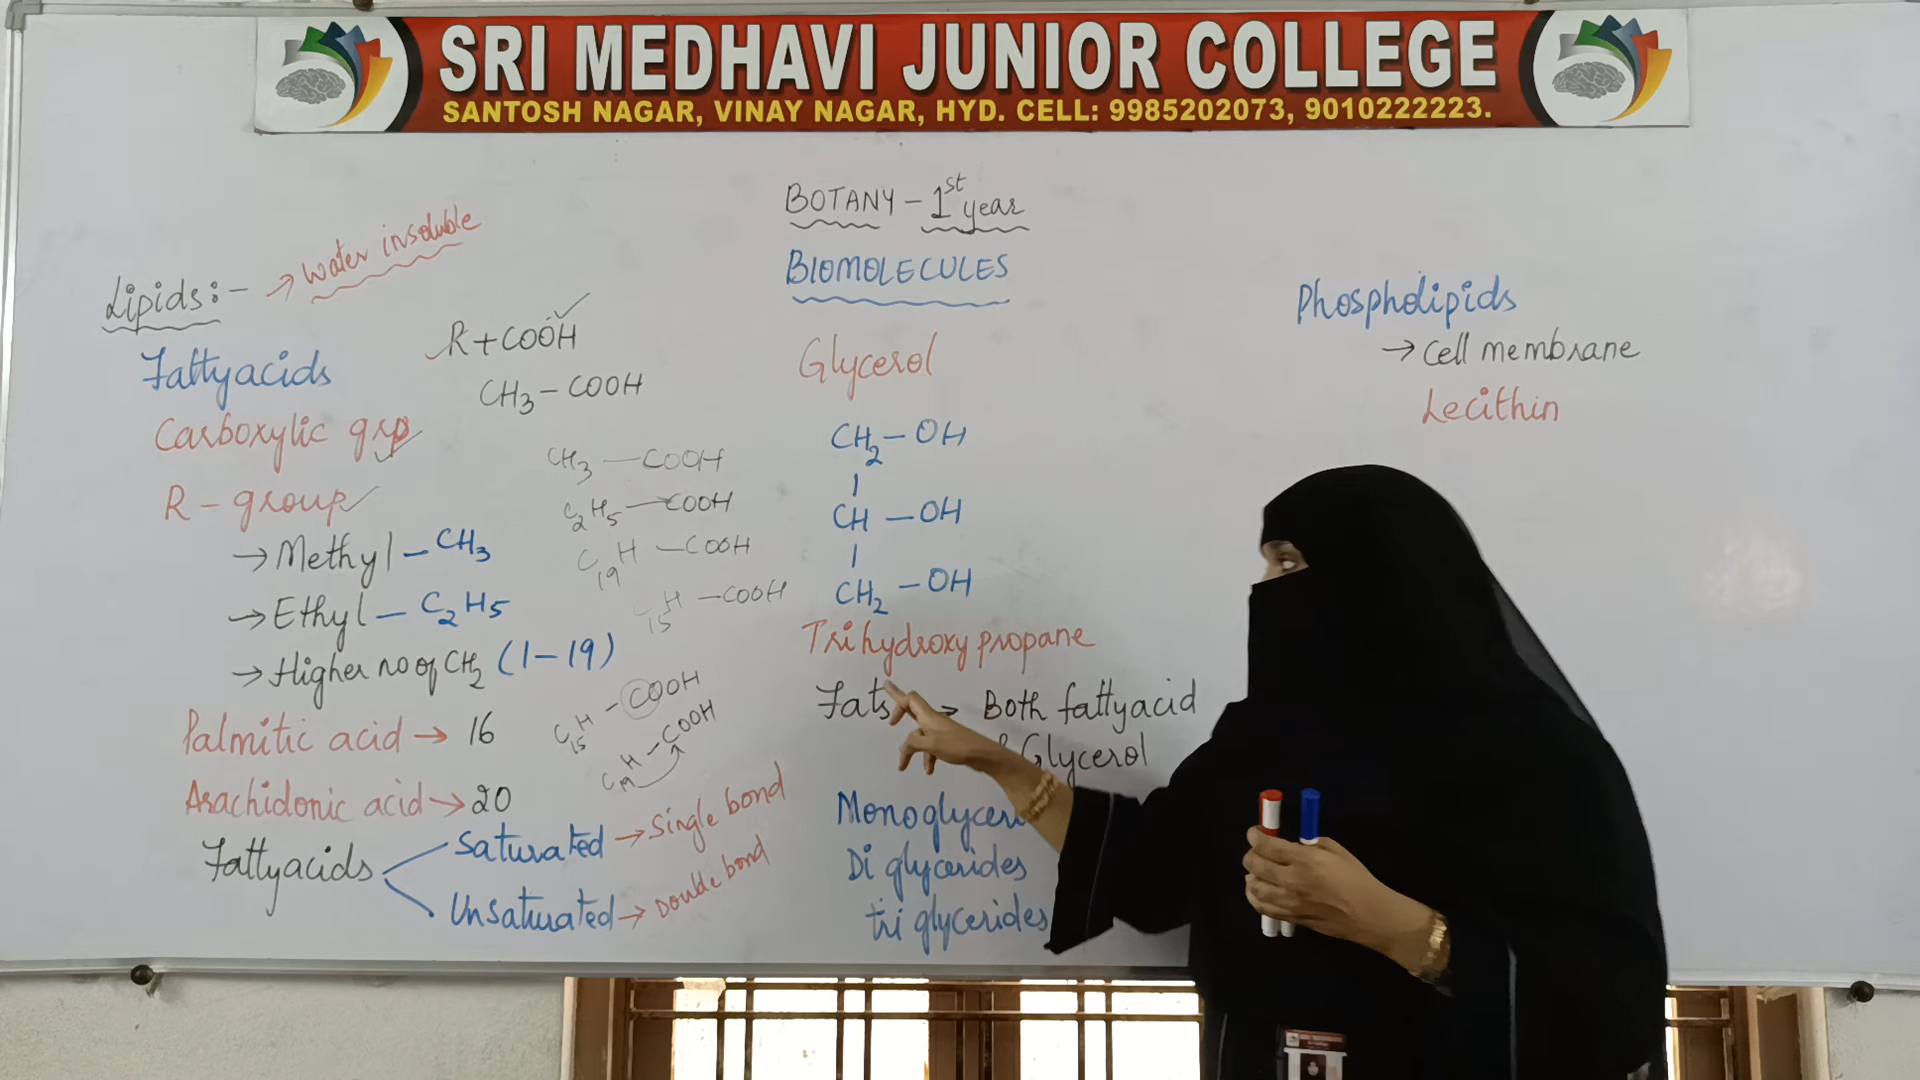 SRI MEDHAVI JUNIOR COLLEGE
SANTOSH NAGAR, VINAY NAGAR, HYD. CELL: 9985202073, 9010222223.
BOTANY - 1st year
BIOMOLECULES
Lipids:- → Water insoluble
Fattyacids
R + COOH
CH3 - COOH
Carboxylic grp
R - group
→ Methyl - CH3
→ Ethyl - C2H5
→ Higher no of CH2 (1-19)
CH3 - COOH
C2H5 - COOH
C19H - COOH
C15H - COOH
Palmitic acid → 16
Arachidonic acid → 20
C15H - COOH
C19H - COOH
Fattyacids
Saturated → Single bond
Unsaturated → Double bond
Glycerol
CH2 - OH
CH - OH
CH2 - OH
Trihydroxy propane
Fats → Both fattyacid
Glycerol
Monoglycer
Di glycerides
tri glycerides
Phospholipids
→ Cell membrane
Lecithin